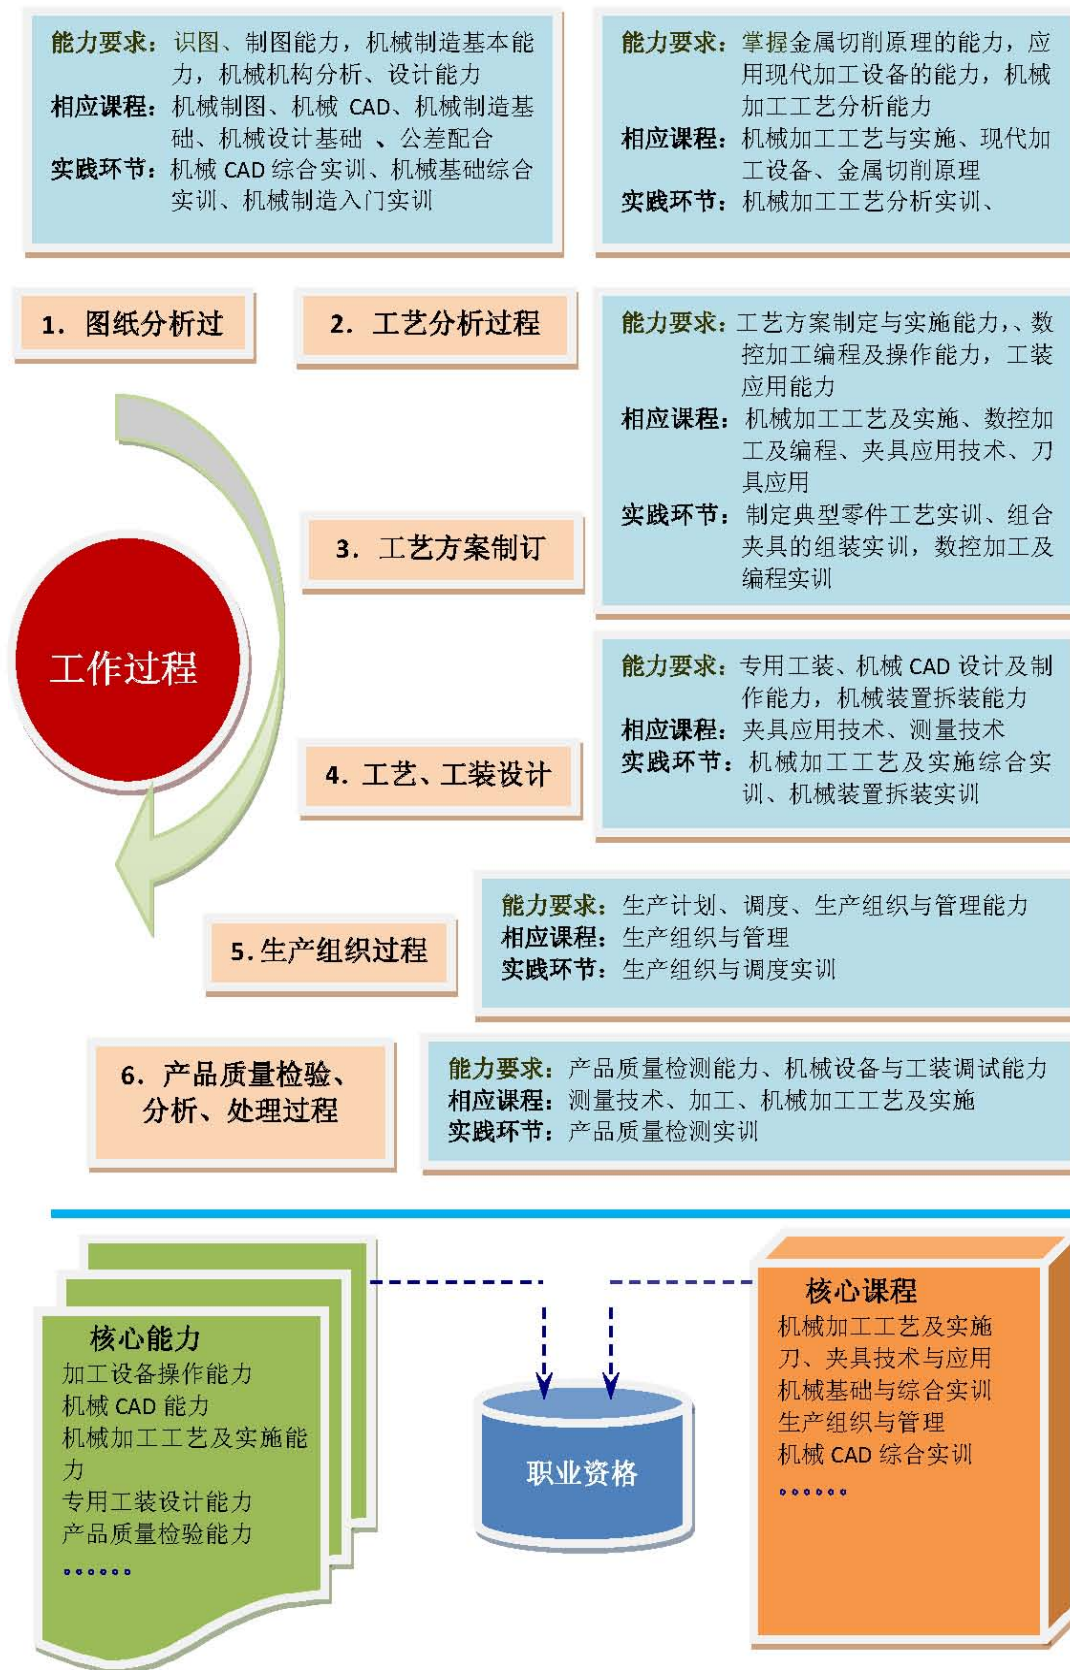 能力要求：识图、制图能力，机械制造基本能
力，机械机构分析、设计能力
相应课程：机械制图、机械 CAD、机械制造基
础、机械设计基础 、公差配合
实践环节：机械 CAD 综合实训、机械基础综合
实训、机械制造入门实训
能力要求：掌握金属切削原理的能力，应
用现代加工设备的能力，机械
加工工艺分析能力
相应课程：机械加工工艺与实施、现代加
工设备、金属切削原理
实践环节：机械加工工艺分析实训、
1. 图纸分析过
2. 工艺分析过程
能力要求：工艺方案制定与实施能力，、数
控加工编程及操作能力，工装
应用能力
相应课程：机械加工工艺及实施、数控加
工及编程、夹具应用技术、刀
具应用
实践环节：制定典型零件工艺实训、组合
夹具的组装实训，数控加工及
编程实训
3. 工艺方案制订
工作过程
能力要求：专用工装、机械 CAD 设计及制
作能力，机械装置拆装能力
相应课程：夹具应用技术、测量技术
实践环节：机械加工工艺及实施综合实
训、机械装置拆装实训
4. 工艺、工装设计
5. 生产组织过程
能力要求：生产计划、调度、生产组织与管理能力
相应课程：生产组织与管理
实践环节：生产组织与调度实训
6. 产品质量检验、
分析、处理过程
能力要求：产品质量检测能力、机械设备与工装调试能力
相应课程：测量技术、加工、机械加工工艺及实施
实践环节：产品质量检测实训
核心能力
加工设备操作能力
机械 CAD 能力
机械加工工艺及实施能
力
专用工装设计能力
产品质量检验能力
。。。。。。
职业资格
核心课程
机械加工工艺及实施
刀、夹具技术与应用
机械基础与综合实训
生产组织与管理
机械 CAD 综合实训
。。。。。。